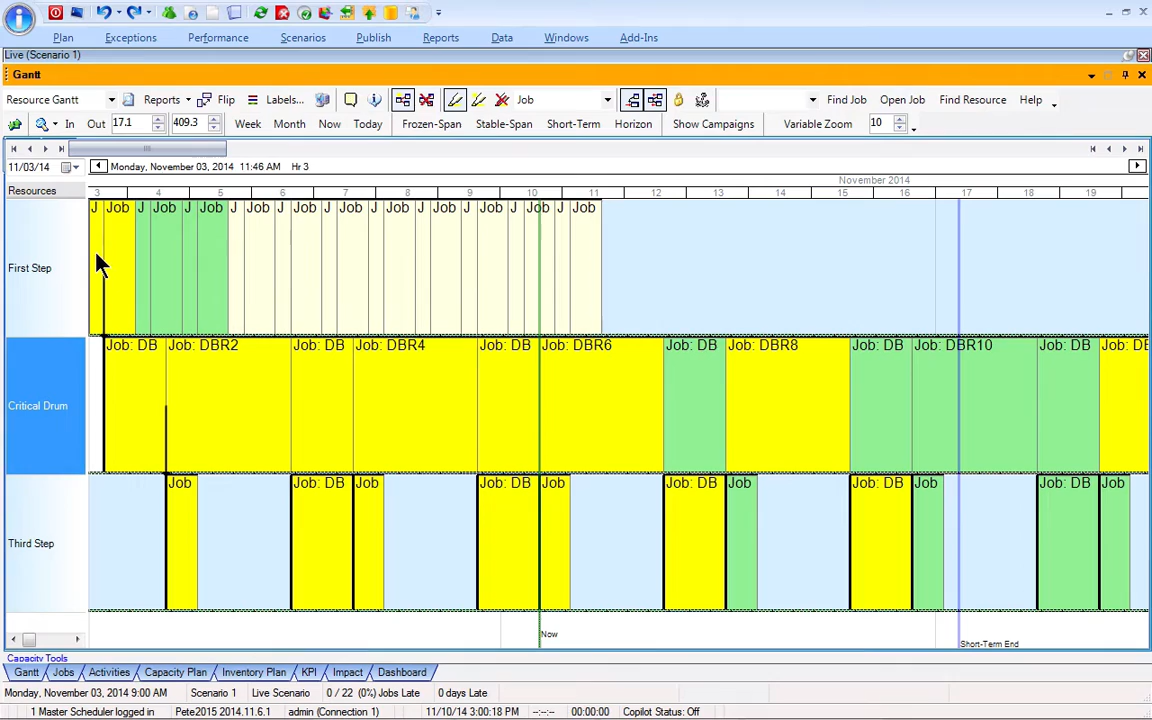 Plan Exceptions Performance Scenarios Publish Reports Data Windows Add-Ins
Live (Scenario 1)
Gantt
Resource Gantt Reports Flip Labels... Job Find Job Open Job Find Resource Help
In Out 17.1 409.3 Week Month Now Today Frozen-Span Stable-Span Short-Term Horizon Show Campaigns Variable Zoom 10
11/03/14 Monday, November 03, 2014 11:46 AM Hr 3
November 2014
Resources 3 4 5 6 7 8 9 10 11 12 13 14 15 16 17 18 19
J Job J Job J Job J Job J Job J Job J Job J Job J Job J Job J Job
First Step
Job: DB Job: DBR2 Job: DB Job: DBR4 Job: DB Job: DBR6 Job: DB Job: DBR8 Job: DB Job: DBR10 Job: DB Job: DB
Critical Drum
Job Job: DB Job Job: DB Job Job: DB Job Job: DB Job Job: DB Job
Third Step
Now
Short-Term End
Capacity Tools
Gantt Jobs Activities Capacity Plan Inventory Plan KPI Impact Dashboard
Monday, November 03, 2014 9:00 AM Scenario 1 Live Scenario 0 / 22 (0%) Jobs Late 0 days Late
1 Master Scheduler logged in Pete2015 2014.11.6.1 admin (Connection 1) 11/10/14 3:00:18 PM --:--:-- 00:00:00 Copilot Status: Off